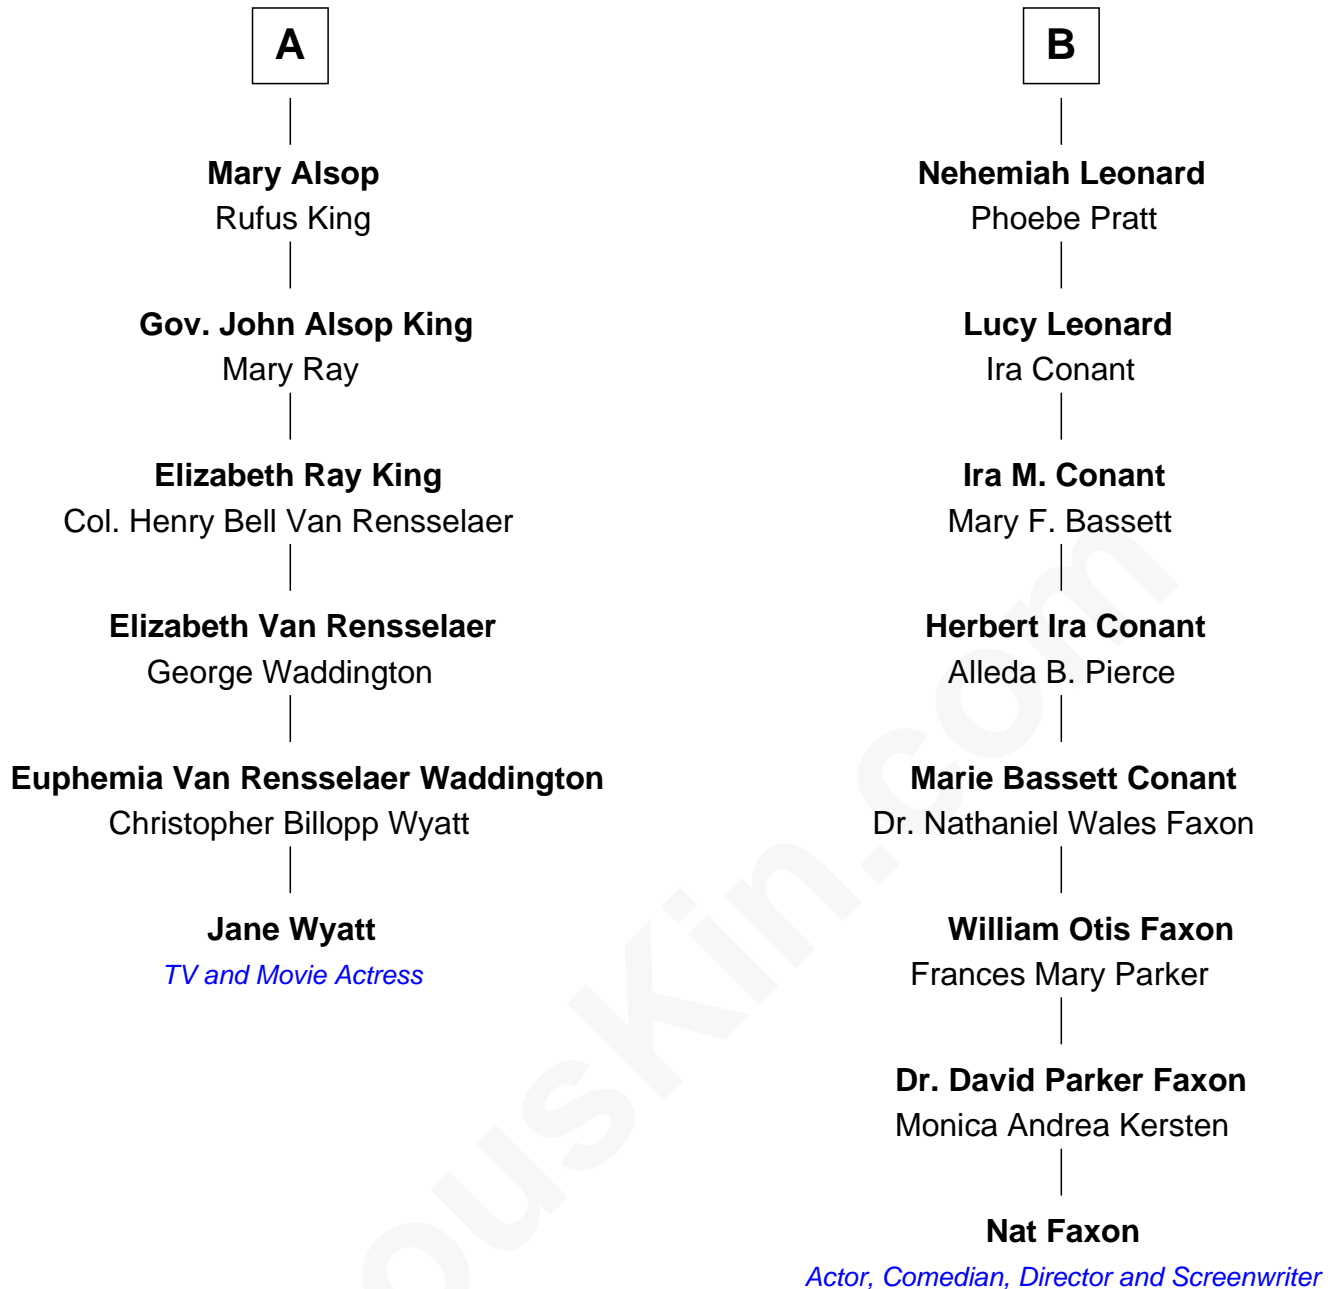 A
Mary Alsop
Rufus King
Gov. John Alsop King
Mary Ray
Elizabeth Ray King
Col. Henry Bell Van Rensselaer
Elizabeth Van Rensselaer
George Waddington
Euphemia Van Rensselaer Waddington
Christopher Billopp Wyatt
Jane Wyatt
TV and Movie Actress
B
Nehemiah Leonard
Phoebe Pratt
Lucy Leonard
Ira Conant
Ira M. Conant
Mary F. Bassett
Herbert Ira Conant
Alleda B. Pierce
Marie Bassett Conant
Dr. Nathaniel Wales Faxon
William Otis Faxon
Frances Mary Parker
Dr. David Parker Faxon
Monica Andrea Kersten
Nat Faxon
Actor, Comedian, Director and Screenwriter
ousKin.com